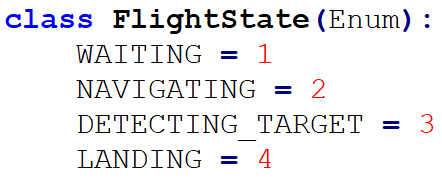 class FlightState(Enum):
    WAITING = 1
    NAVIGATING = 2
    DETECTING_TARGET = 3
    LANDING = 4